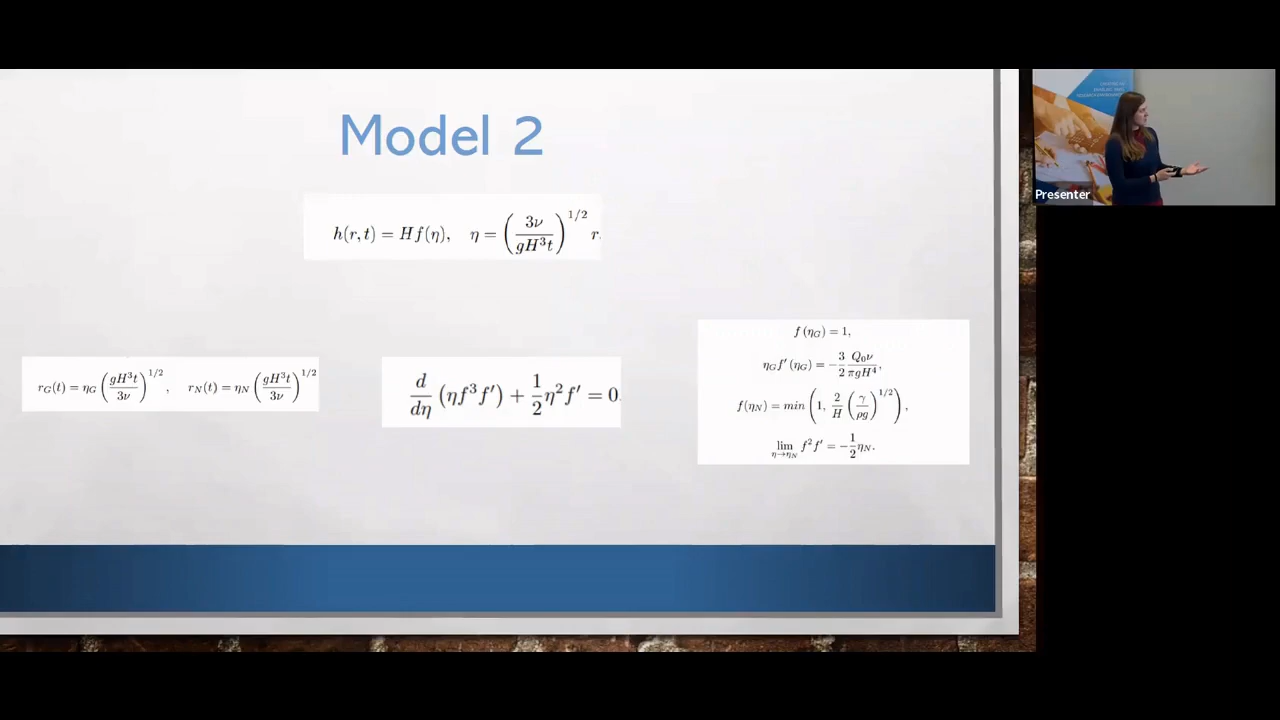 Model 2
h(r, t) = Hf(η), η = (3ν / gH³t)^{1/2} r.
r_G(t) = η_G (gH³t / 3ν)^{1/2}, r_N(t) = η_N (gH³t / 3ν)^{1/2}
d/dη (ηf³f′) + 1/2 η²f′ = 0.
f (η_G) = 1,
η_G f′ (η_G) = −3/2 Q₀ν / πgH⁴,
f(η_N) = min (1, 2/H (γ / ρg)^{1/2}),
lim_{η→η_N} f²f′ = −1/2 η_N.
Presenter